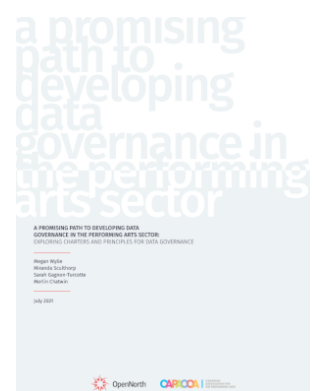 a promising
path to
developing
data
governance in
the performing
arts sector
A PROMISING PATH TO DEVELOPING DATA
GOVERNANCE IN THE PERFORMING ARTS SECTOR:
EXPLORING CHARTERS AND PRINCIPLES FOR DATA GOVERNANCE
Megan Wylie
Miranda Sculthorp
Sarah Gagnon-Turcotte
Merlin Chatwin
July 2021
OpenNorth